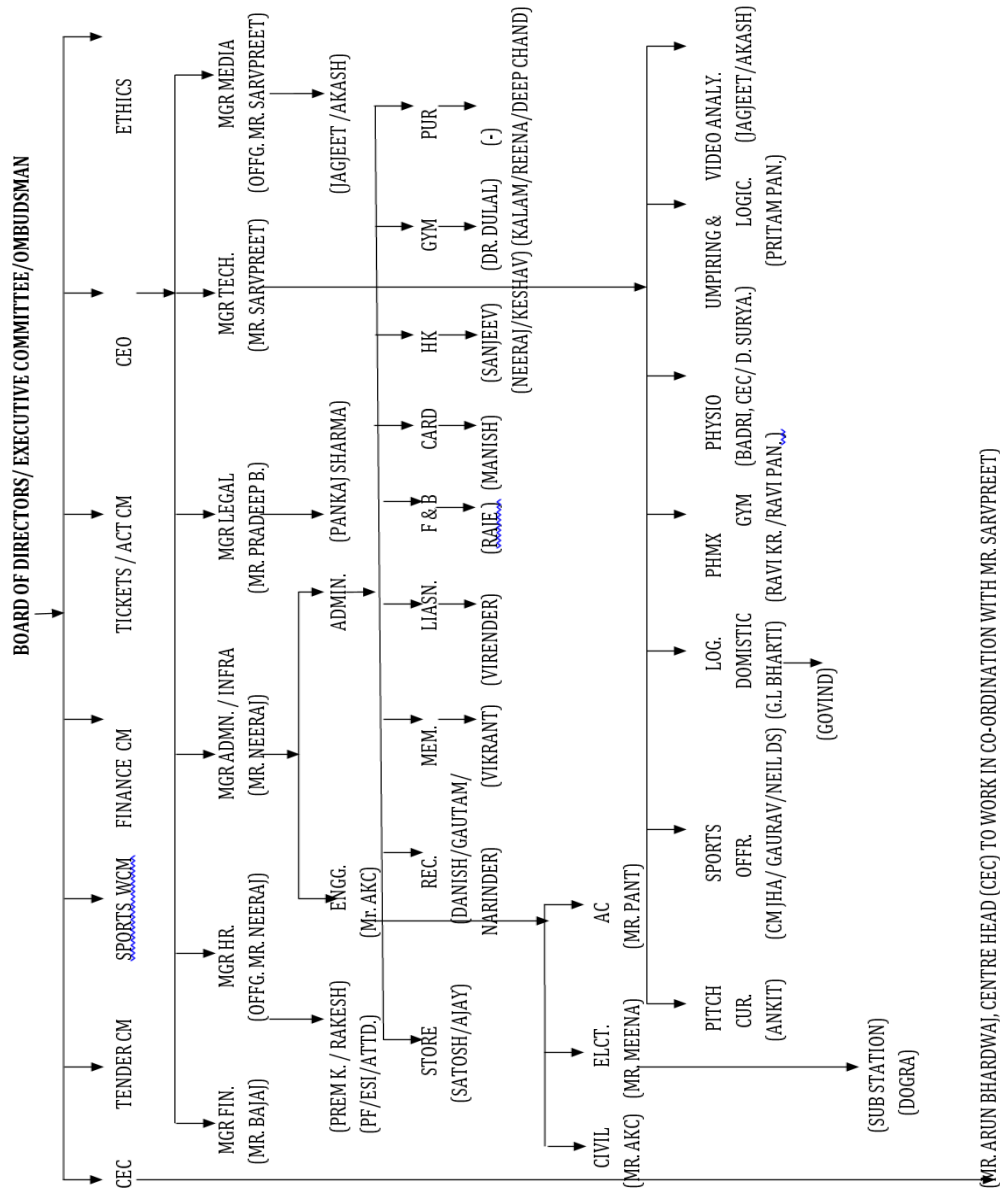 BOARD OF DIRECTORS/ EXECUTIVE COMMITTEE/OMBUDSMAN
CEC
TENDER CM
SPORTS WCM
FINANCE CM
TICKETS / ACT CM
CEO
ETHICS
MGR FIN.
(MR. BAJAJ)
MGR HR.
(OFFG. MR. NEERAJ)
MGR ADMN. / INFRA
(MR. NEERAJ)
MGR LEGAL
(MR. PRADEEP B.)
MGR TECH.
(MR. SARVPREET)
MGR MEDIA
(OFFG. MR. SARVPREET)
(PREM K. / RAKESH)
(PF/ESI/ATTD.)
ENGG.
(Mr. AKC)
ADMIN.
(PANKAJ SHARMA)
(JAGJEET /AKASH)
STORE
(SATOSH/AJAY)
REC.
(DANISH/GAUTAM/
NARINDER)
MEM.
(VIKRANT)
LIASN.
(VIRENDER)
F & B
(RAJE)
CARD
(MANISH)
HK
(SANJEEV)
(NEERAJ/KESHAV) (KALAM/REENA/DEEP CHAND)
GYM
(DR. DULAL)
PUR
(-)
CIVIL
(MR. AKC)
ELCT.
(MR. MEENA)
AC
(MR. PANT)
(SUB STATION)
(DOGRA)
PITCH
CUR.
(ANKIT)
SPORTS
OFFR.
(CM JHA/ GAURAV/NEIL DS)
LOG.
DOMISTIC
(G.L BHARTI)
(GOVIND)
PHMX
GYM
(RAVI KR. /RAVI PAN.)
PHYSIO
(BADRI, CEC/ D. SURYA.)
UMPIRING &
LOGIC.
(PRITAM PAN.)
VIDEO ANALY.
(JAGJEET/AKASH)
(MR. ARUN BHARDWAJ, CENTRE HEAD (CEC) TO WORK IN CO-ORDINATION WITH MR. SARVPREET)